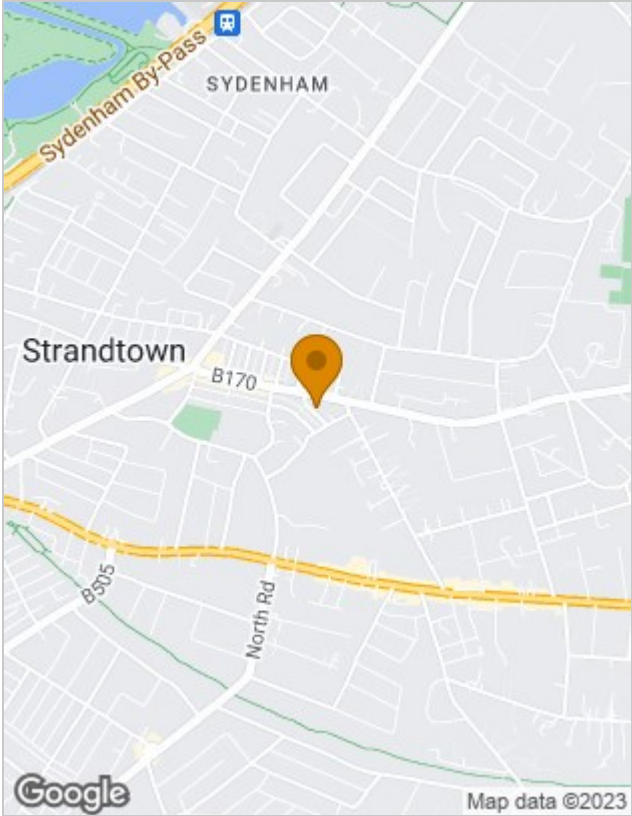 Sydenham By-Pass
SYDENHAM
Strandtown
B170
B505
North Rd
Google
Map data ©2023